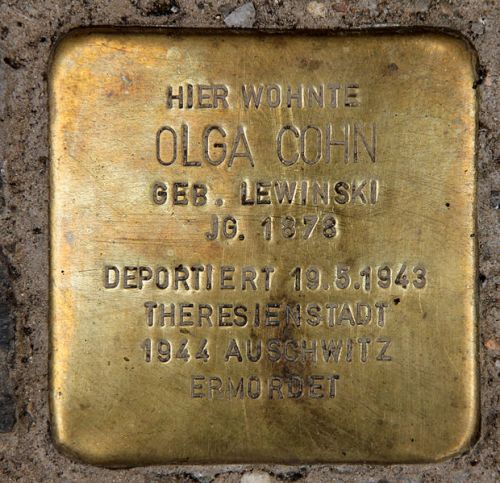 HIER WOHNTE
OLGA COHN
GEB. LEWINSKI
JG. 1878
DEPORTIERT 19.5.1943
THERESIENSTADT
1944 AUSCHWITZ
ERMORDET